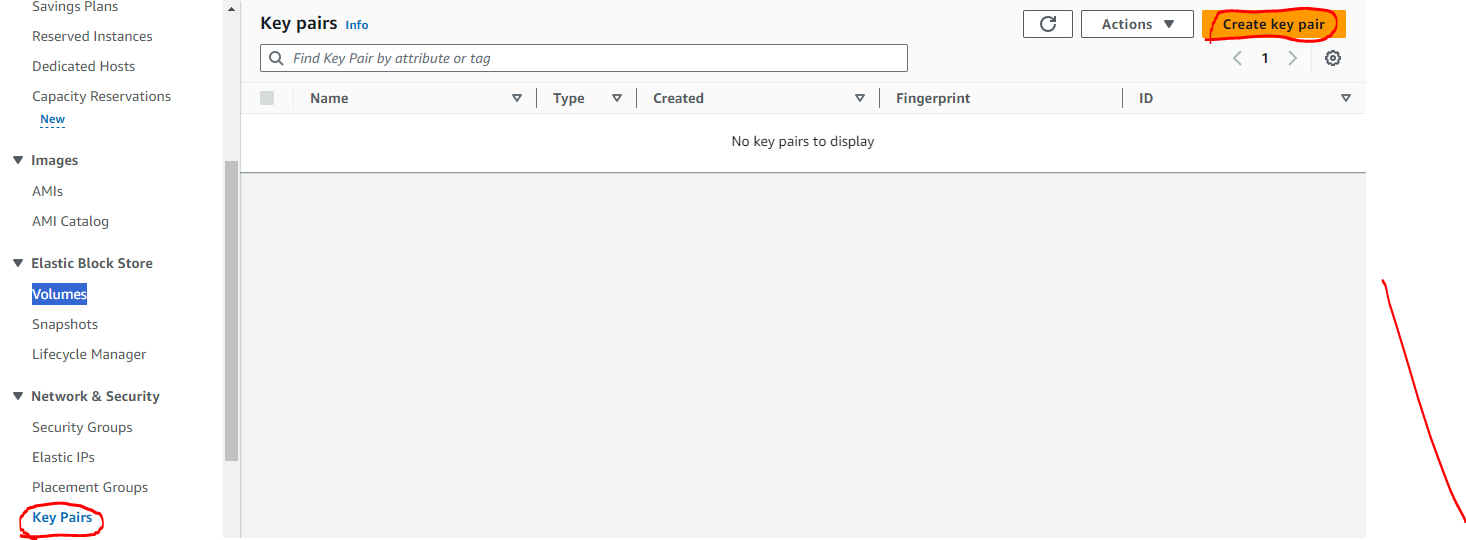 Savings Plans
Reserved Instances
Dedicated Hosts
Capacity Reservations
New
Images
AMIs
AMI Catalog
Elastic Block Store
Volumes
Snapshots
Lifecycle Manager
Network & Security
Security Groups
Elastic IPs
Placement Groups
Key Pairs
Key pairs Info
Actions
Create key pair
Find Key Pair by attribute or tag
1
Name Type Created Fingerprint ID
No key pairs to display